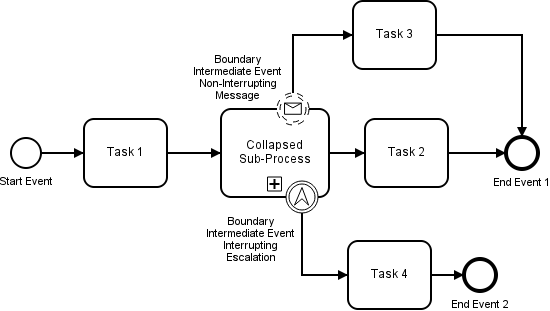 Task 3
Boundary
Intermediate Event
Non-Interrupting
Message
Task 1
Collapsed
Sub-Process
Task 2
Start Event
End Event 1
Boundary
Intermediate Event
Interrupting
Escalation
Task 4
End Event 2